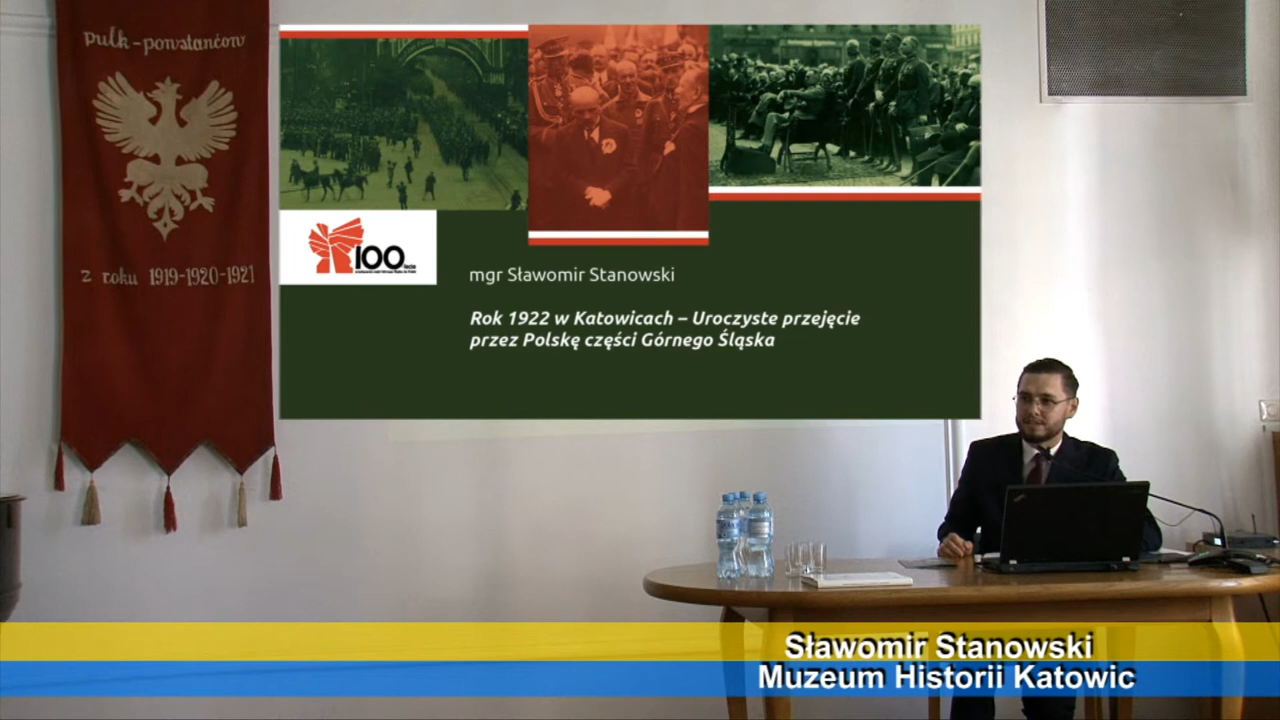 pułk-powstańców
z roku 1919-1920-1921
100
lecie
mgr Sławomir Stanowski
Rok 1922 w Katowicach – Uroczyste przejęcie
przez Polskę części Górnego Śląska
Sławomir Stanowski
Muzeum Historii Katowic